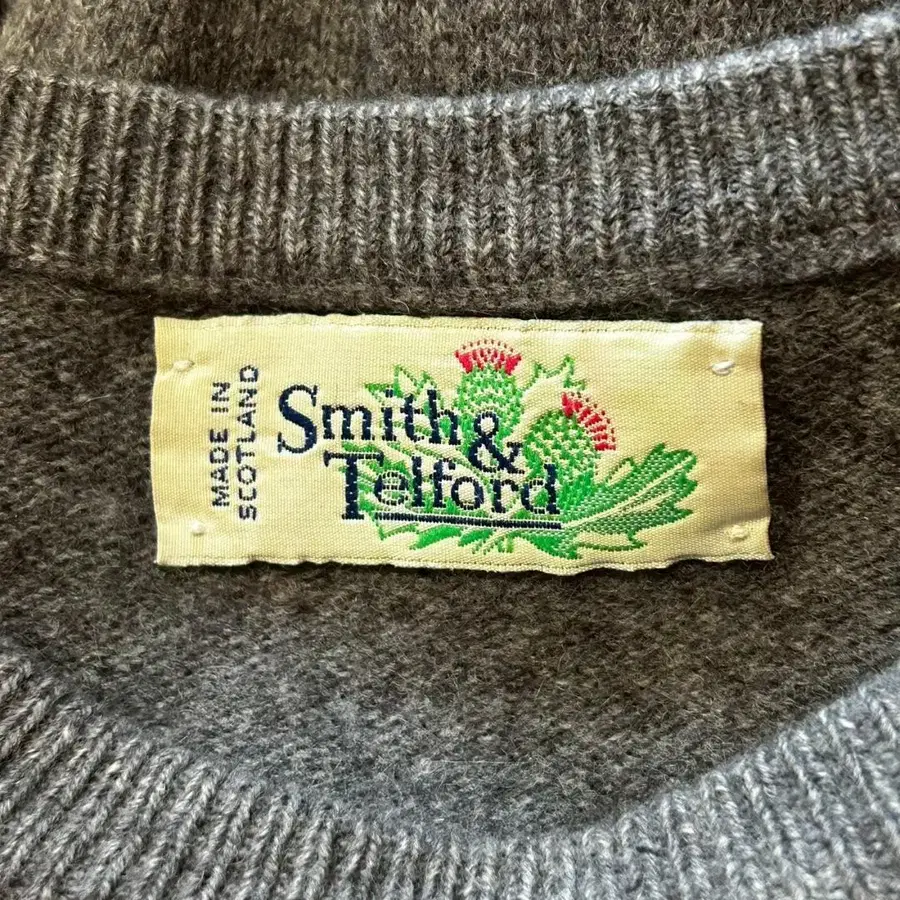 MADE IN
SCOTLAND
Smith
&
Telford